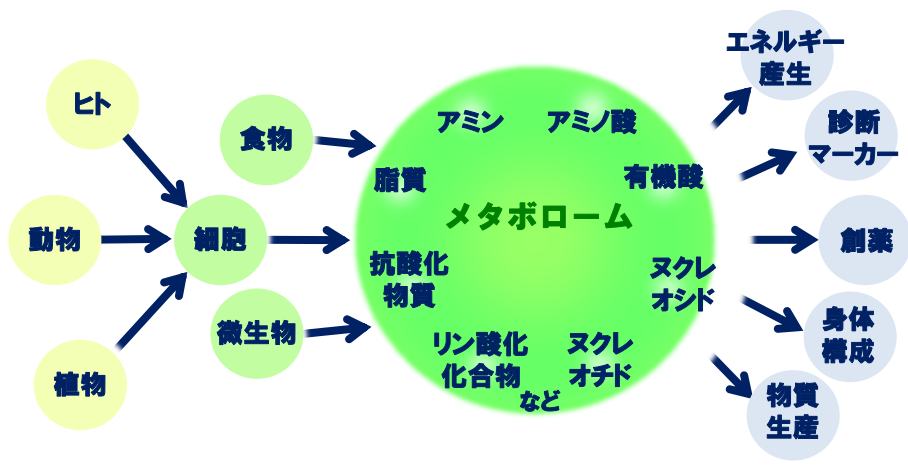 ヒト
動物
植物
食物
細胞
微生物
アミン
アミノ酸
脂質
有機酸
メタボローム
抗酸化
物質
ヌクレ
オシド
リン酸化
化合物
ヌクレ
オチド
など
エネルギー
産生
診断
マーカー
創薬
身体
構成
物質
生産